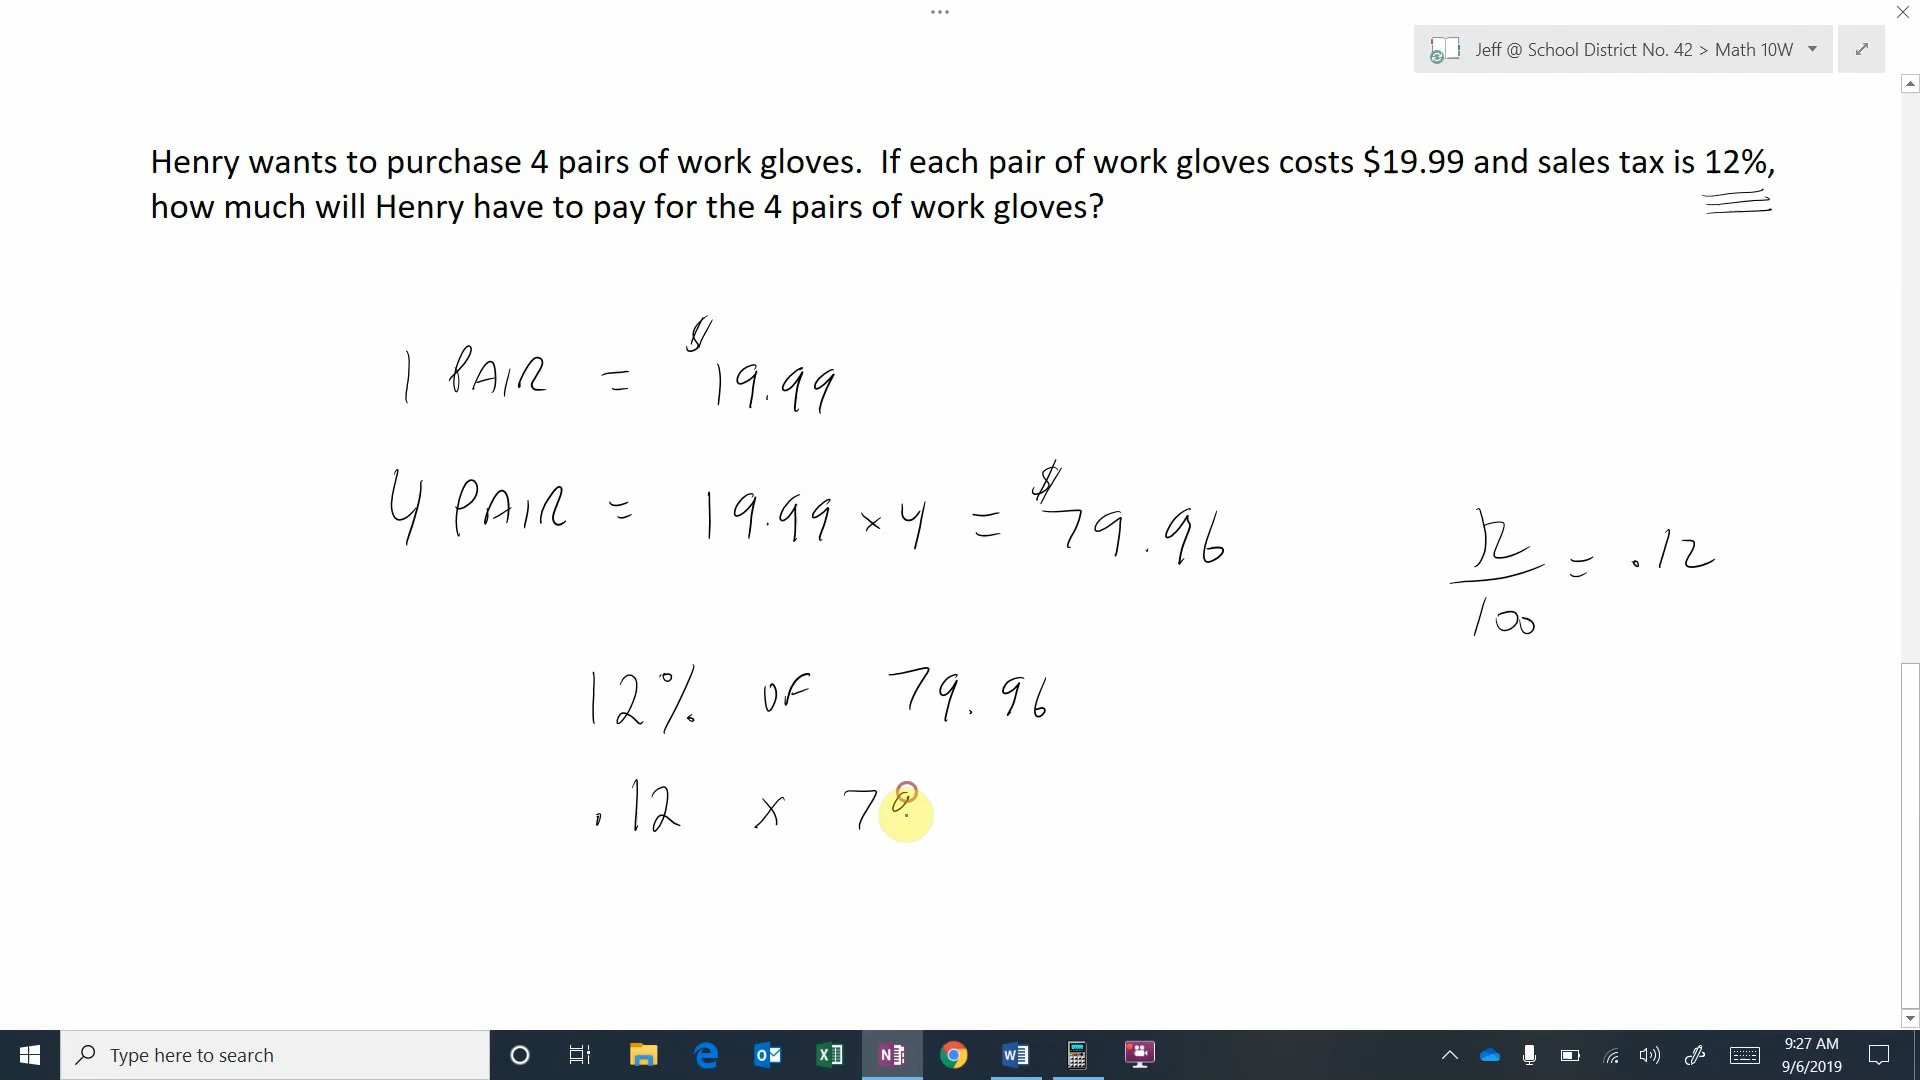 Jeff @ School District No. 42 > Math 10W
Henry wants to purchase 4 pairs of work gloves. If each pair of work gloves costs $19.99 and sales tax is 12%,
how much will Henry have to pay for the 4 pairs of work gloves?
1 PAIR = $19.99
4 PAIR = 19.99 x 4 = $79.96
12
100
= .12
12% OF 79.96
.12 x 79
Type here to search
9:27 AM
9/6/2019